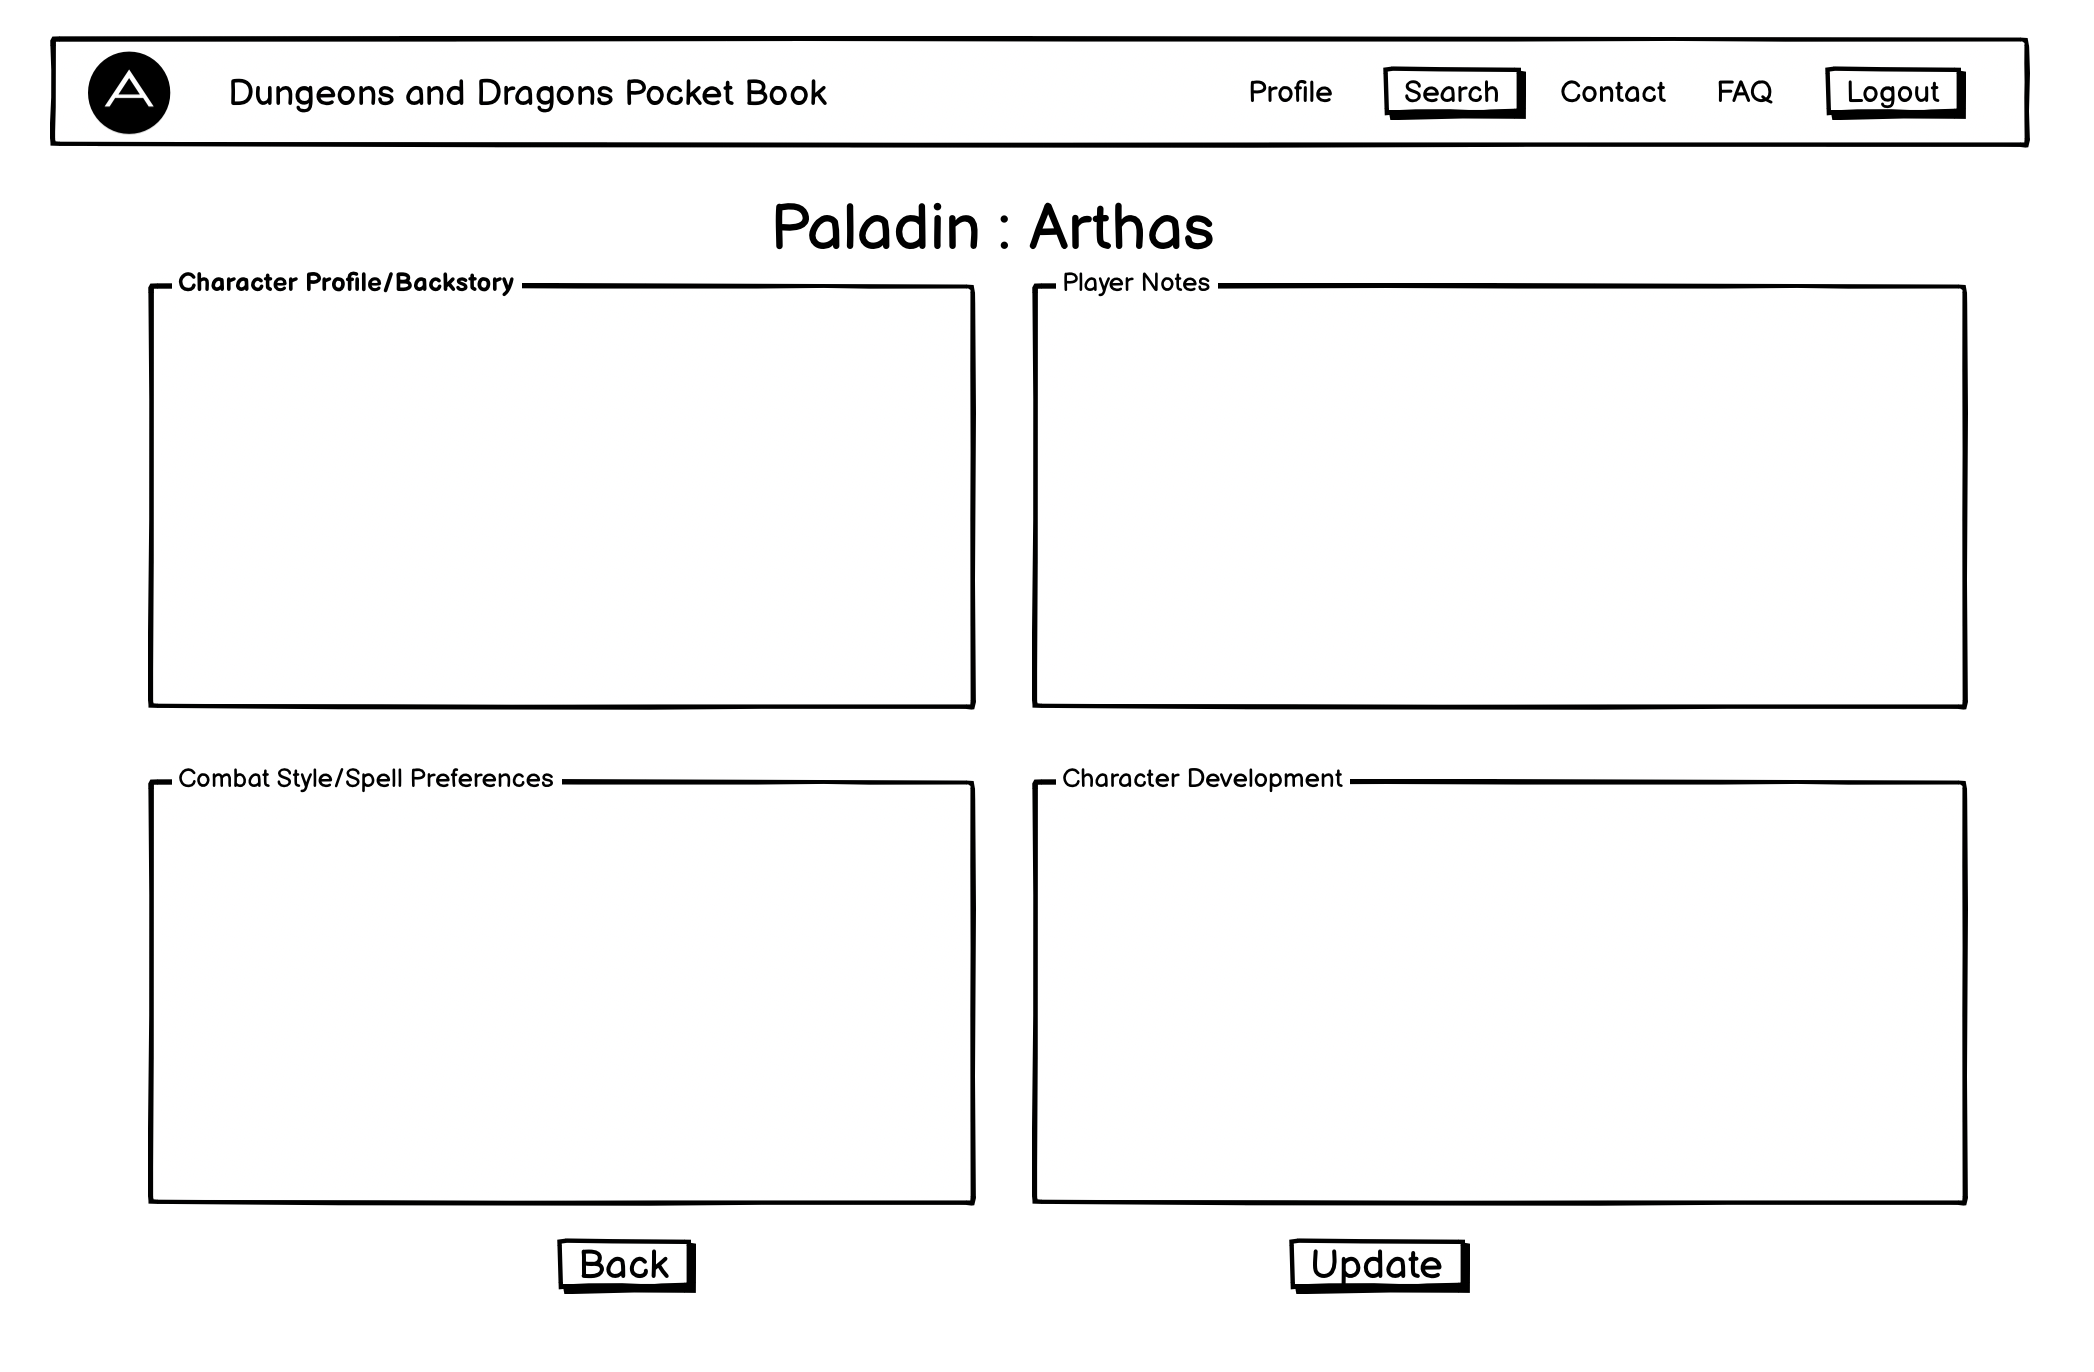 A
Dungeons and Dragons Pocket Book
Profile
Search
Contact
FAQ
Logout
Paladin : Arthas
Character Profile/Backstory
Player Notes
Combat Style/Spell Preferences
Character Development
Back
Update